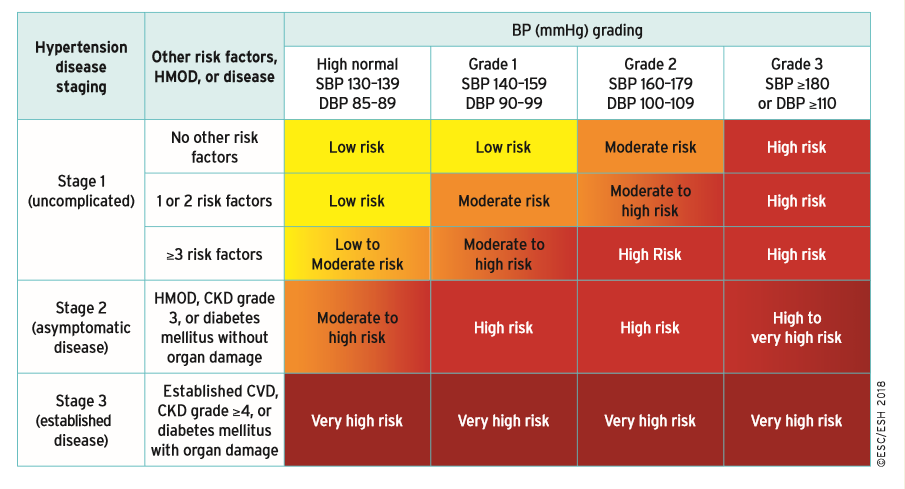 Hypertension
disease
staging
Other risk factors,
HMOD, or disease
BP (mmHg) grading
High normal
SBP 130–139
DBP 85–89
Grade 1
SBP 140–159
DBP 90–99
Grade 2
SBP 160–179
DBP 100–109
Grade 3
SBP ≥180
or DBP ≥110
Stage 1
(uncomplicated)
No other risk
factors
Low risk
Low risk
Moderate risk
High risk
1 or 2 risk factors
Low risk
Moderate risk
Moderate to
high risk
High risk
≥3 risk factors
Low to
Moderate risk
Moderate to
high risk
High Risk
High risk
Stage 2
(asymptomatic
disease)
HMOD, CKD grade
3, or diabetes
mellitus without
organ damage
Moderate to
high risk
High risk
High risk
High to
very high risk
Stage 3
(established
disease)
Established CVD,
CKD grade ≥4, or
diabetes mellitus
with organ damage
Very high risk
Very high risk
Very high risk
Very high risk
©ESC/ESH 2018